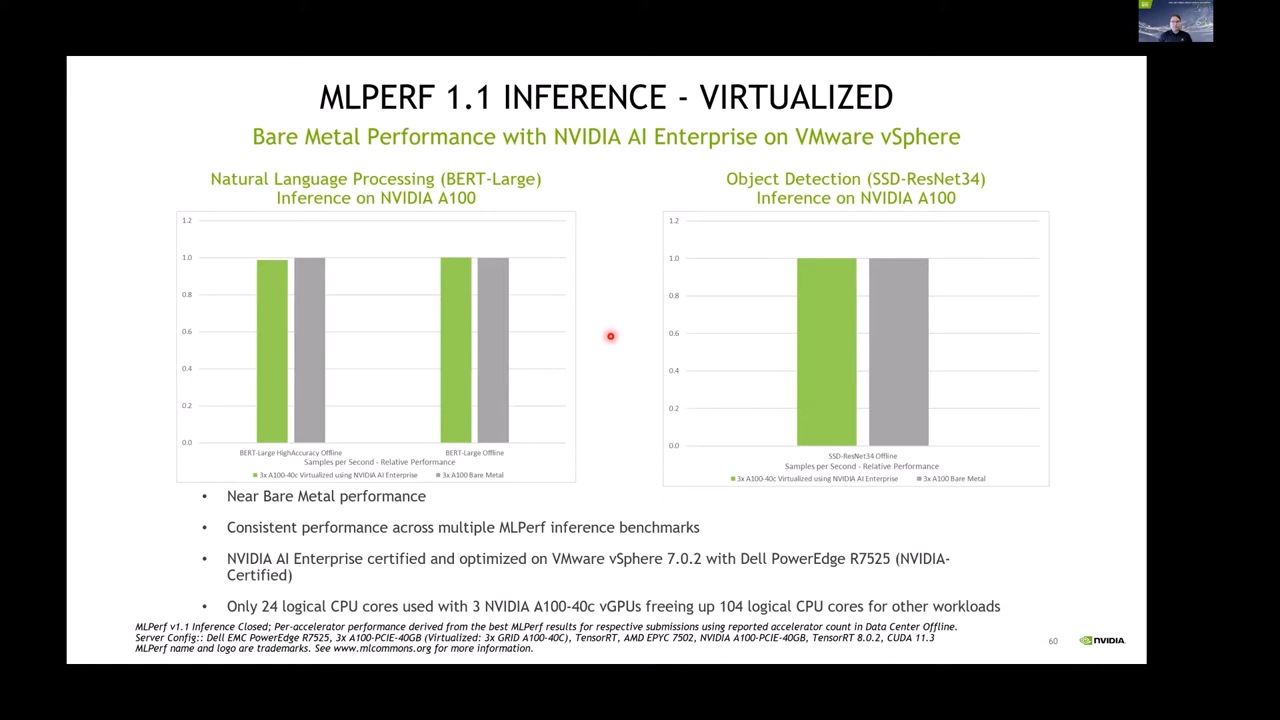 MLPERF 1.1 INFERENCE - VIRTUALIZED
Bare Metal Performance with NVIDIA AI Enterprise on VMware vSphere
Natural Language Processing (BERT-Large)
Inference on NVIDIA A100
1.2
1.0
0.8
0.6
0.4
0.2
0.0
BERT-Large HighAccuracy Offline
BERT-Large Offline
Samples per Second - Relative Performance
3x A100-40c Virtualized using NVIDIA AI Enterprise
3x A100 Bare Metal
Object Detection (SSD-ResNet34)
Inference on NVIDIA A100
1.2
1.0
0.8
0.6
0.4
0.2
0.0
SSD-ResNet34 Offline
Samples per Second - Relative Performance
3x A100-40c Virtualized using NVIDIA AI Enterprise
3x A100 Bare Metal
• Near Bare Metal performance
• Consistent performance across multiple MLPerf inference benchmarks
• NVIDIA AI Enterprise certified and optimized on VMware vSphere 7.0.2 with Dell PowerEdge R7525 (NVIDIA-
Certified)
• Only 24 logical CPU cores used with 3 NVIDIA A100-40c vGPUs freeing up 104 logical CPU cores for other workloads
MLPerf v1.1 Inference Closed; Per-accelerator performance derived from the best MLPerf results for respective submissions using reported accelerator count in Data Center Offline.
Server Config:: Dell EMC PowerEdge R7525, 3x A100-PCIE-40GB (Virtualized: 3x GRID A100-40C), TensorRT, AMD EPYC 7502, NVIDIA A100-PCIE-40GB, TensorRT 8.0.2, CUDA 11.3
MLPerf name and logo are trademarks. See www.mlcommons.org for more information.
60
NVIDIA.